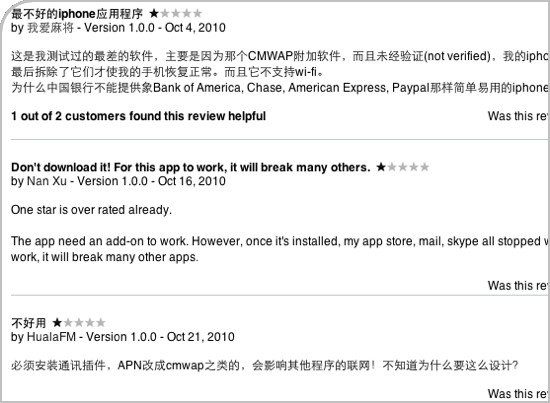 最不好的iphone应用程序 ★★★★★
by 我爱麻将 - Version 1.0.0 - Oct 4, 2010
这是我测试过的最差的软件，主要是因为那个CMWAP附加软件，而且未经验证(not verified)，我的ipho
最后拆除了它们才使我的手机恢复正常。而且它不支持wi-fi。
为什么中国银行不能提供象Bank of America, Chase, American Express, Paypal那样简单易用的iphone
1 out of 2 customers found this review helpful
Was this re
Don't download it! For this app to work, it will break many others. ★★★★★
by Nan Xu - Version 1.0.0 - Oct 16, 2010
One star is over rated already.
The app need an add-on to work. However, once it's installed, my app store, mail, skype all stopped w
work, it will break many other apps.
Was this re
不好用 ★★★★★
by HualaFM - Version 1.0.0 - Oct 21, 2010
必须安装通讯插件，APN改成cmwap之类的，会影响其他程序的联网！不知道为什么要这么设计?
Was this re